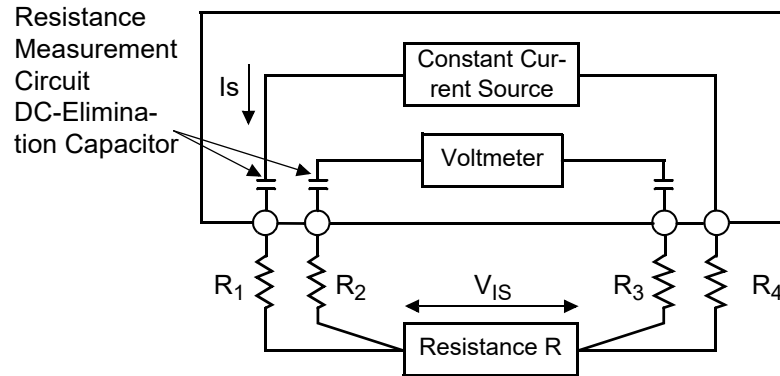 Resistance
Measurement
Circuit
DC-Elimina-
tion Capacitor
Is
Constant Cur-
rent Source
Voltmeter
R1
R2
VIS
R3
R4
Resistance R